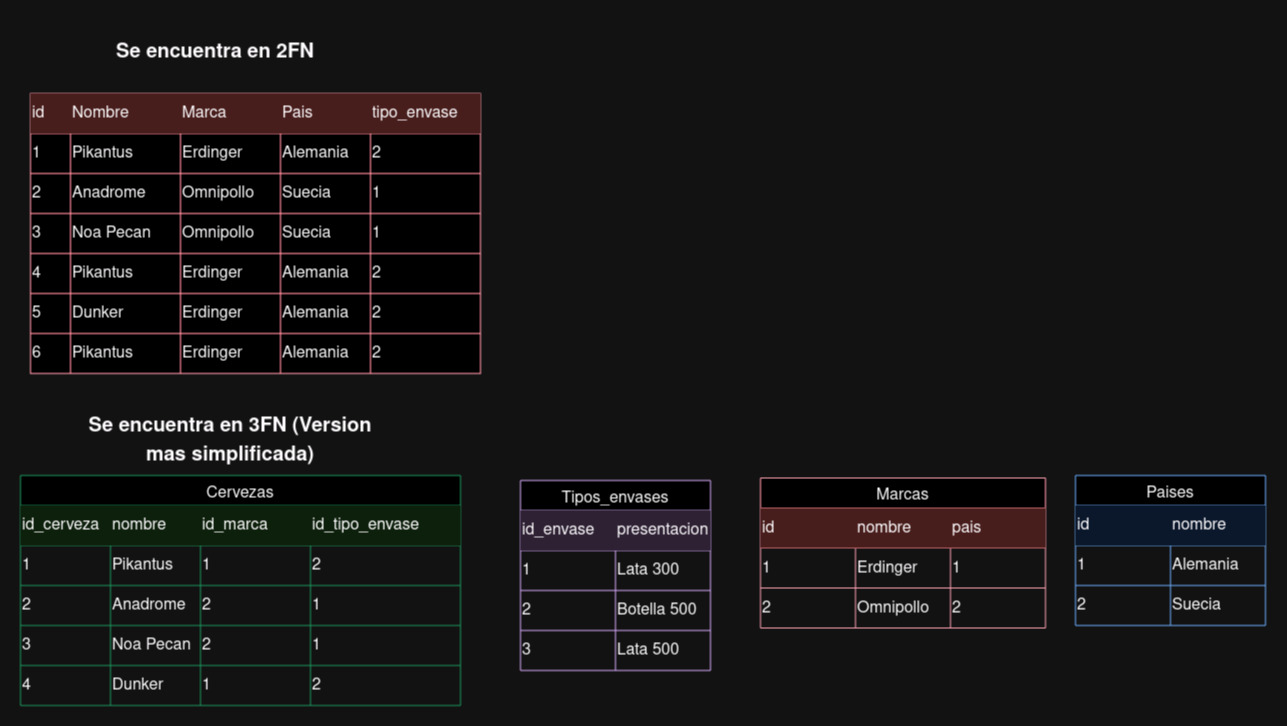 Se encuentra en 2FN
id Nombre Marca Pais tipo_envase
1 Pikantus Erdinger Alemania 2
2 Anadrome Omnipollo Suecia 1
3 Noa Pecan Omnipollo Suecia 1
4 Pikantus Erdinger Alemania 2
5 Dunker Erdinger Alemania 2
6 Pikantus Erdinger Alemania 2
Se encuentra en 3FN (Version
mas simplificada)
Cervezas
id_cerveza nombre id_marca id_tipo_envase
1 Pikantus 1 2
2 Anadrome 2 1
3 Noa Pecan 2 1
4 Dunker 1 2
Tipos_envases
id_envase presentacion
1 Lata 300
2 Botella 500
3 Lata 500
Marcas
id nombre pais
1 Erdinger 1
2 Omnipollo 2
Paises
id nombre
1 Alemania
2 Suecia